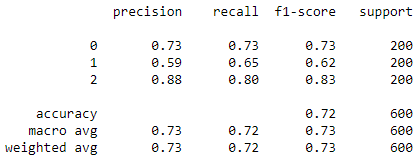 precision recall f1-score support
0 0.73 0.73 0.73 200
1 0.59 0.65 0.62 200
2 0.88 0.80 0.83 200
accuracy 0.72 600
macro avg 0.73 0.72 0.73 600
weighted avg 0.73 0.72 0.73 600